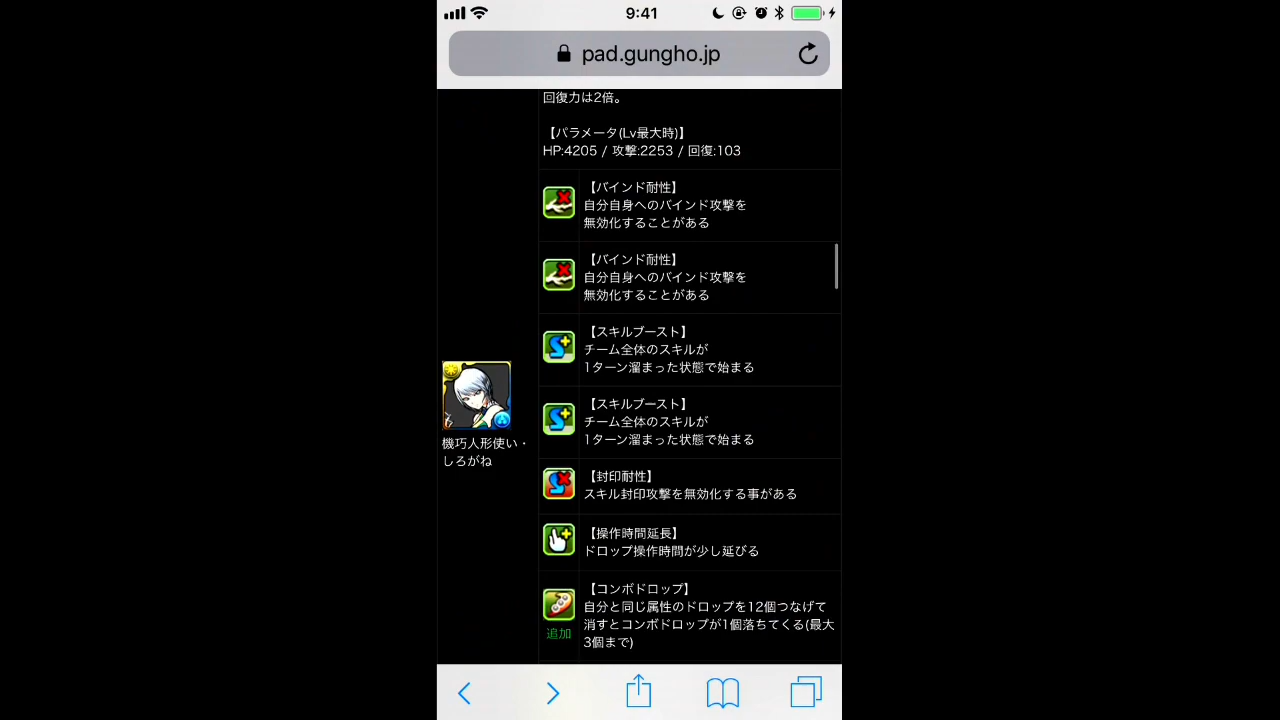 9:41
pad.gungho.jp
回復力は2倍。
【パラメータ(Lv最大時)】
HP:4205 / 攻撃:2253 / 回復:103
【バインド耐性】
自分自身へのバインド攻撃を
無効化することがある
【バインド耐性】
自分自身へのバインド攻撃を
無効化することがある
【スキルブースト】
チーム全体のスキルが
1ターン溜まった状態で始まる
【スキルブースト】
チーム全体のスキルが
1ターン溜まった状態で始まる
機巧人形使い・
しろがね
【封印耐性】
スキル封印攻撃を無効化する事がある
【操作時間延長】
ドロップ操作時間が少し延びる
【コンボドロップ】
自分と同じ属性のドロップを12個つなげて
消すとコンボドロップが1個落ちてくる(最大
3個まで)
追加